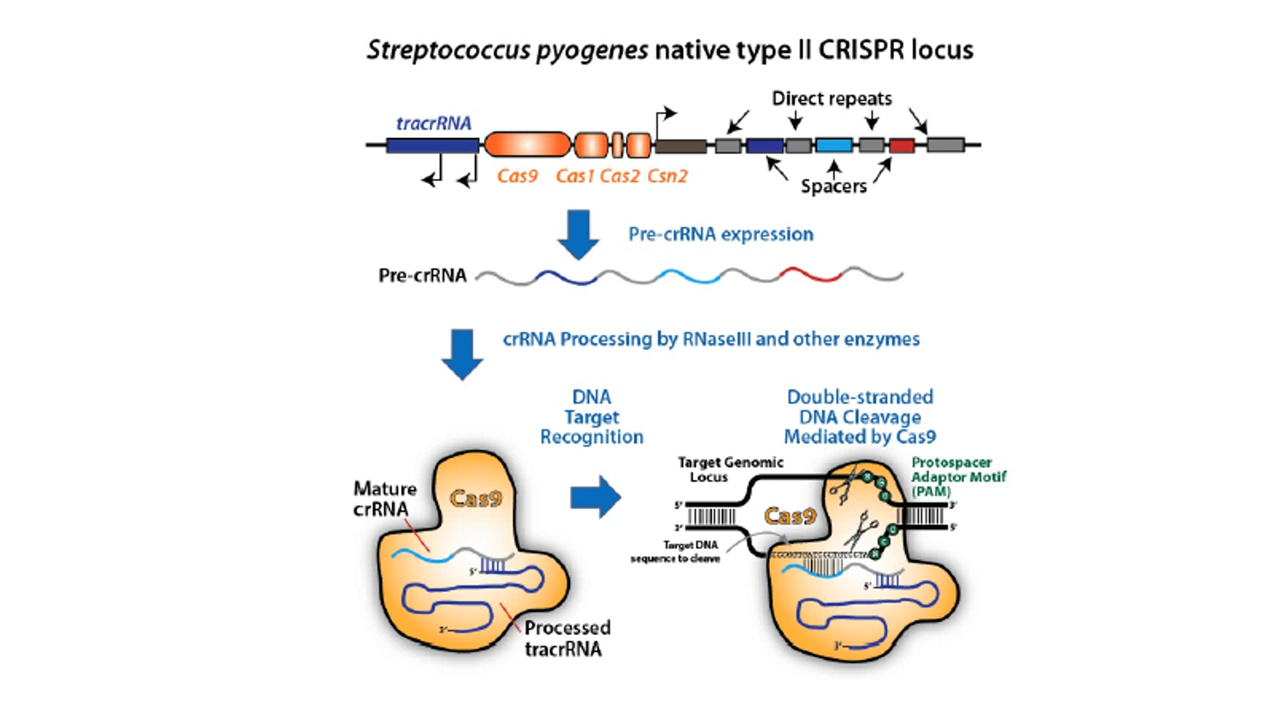 Streptococcus pyogenes native type II CRISPR locus
Direct repeats
tracrRNA
Cas9 Cas1 Cas2 Csn2
Spacers
Pre-crRNA expression
Pre-crRNA
crRNA Processing by RNaseIII and other enzymes
DNA
Target
Recognition
Double-stranded
DNA Cleavage
Mediated by Cas9
Mature
crRNA
Cas9
5'
3'
Processed
tracrRNA
Target Genomic
Locus
Protospacer
Adaptor Motif
(PAM)
5'
3'
3'
5'
Cas9
Target DNA
sequence to cleave
5'
3'